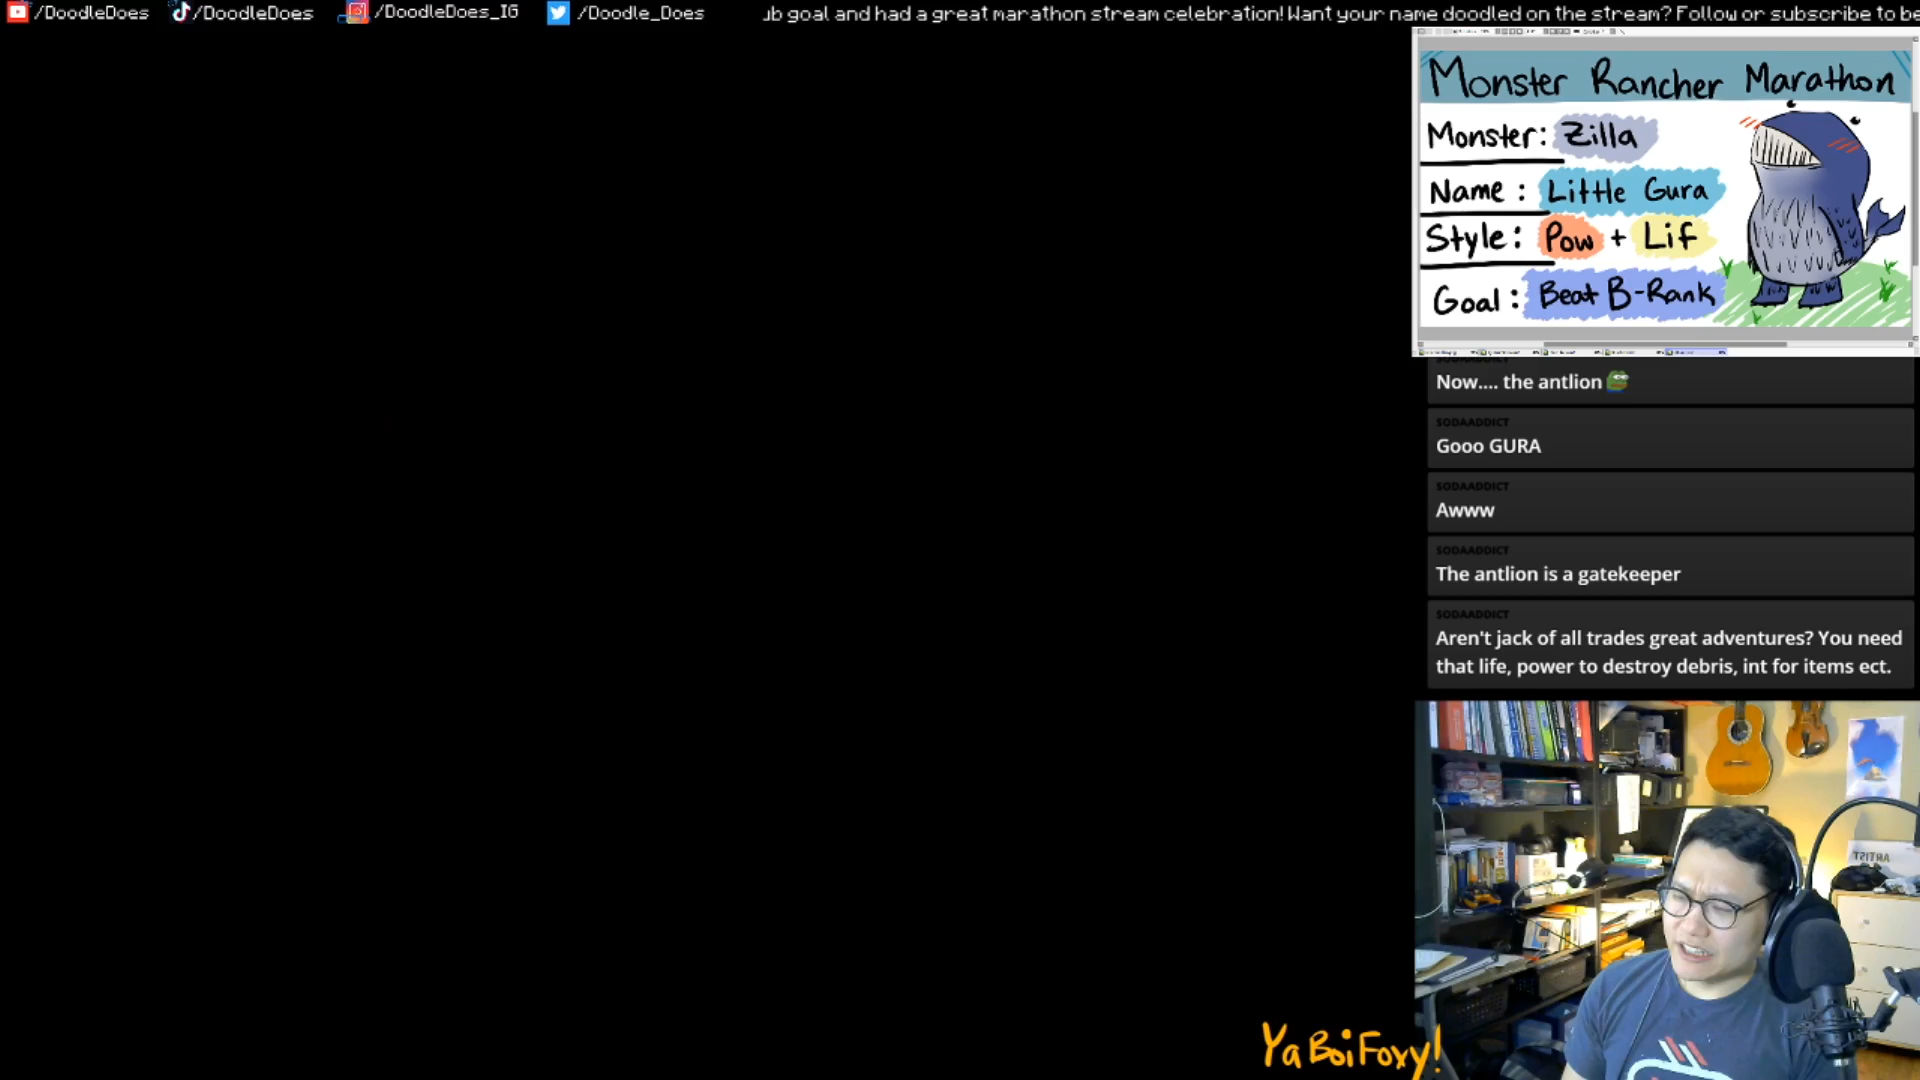 /DoodleDoes /DoodleDoes /DoodleDoes_IG /Doodle_Does ub goal and had a great marathon stream celebration! Want your name doodled on the stream? Follow or subscribe to be
Monster Rancher Marathon
Monster: Zilla
Name: Little Gura
Style: Pow + Lif
Goal: Beat B-Rank
Now.... the antlion
SODAADDICT
Gooo GURA
SODAADDICT
Awww
SODAADDICT
The antlion is a gatekeeper
SODAADDICT
Aren't jack of all trades great adventures? You need
that life, power to destroy debris, int for items ect.
ARTIST
YaBoiFoxy!